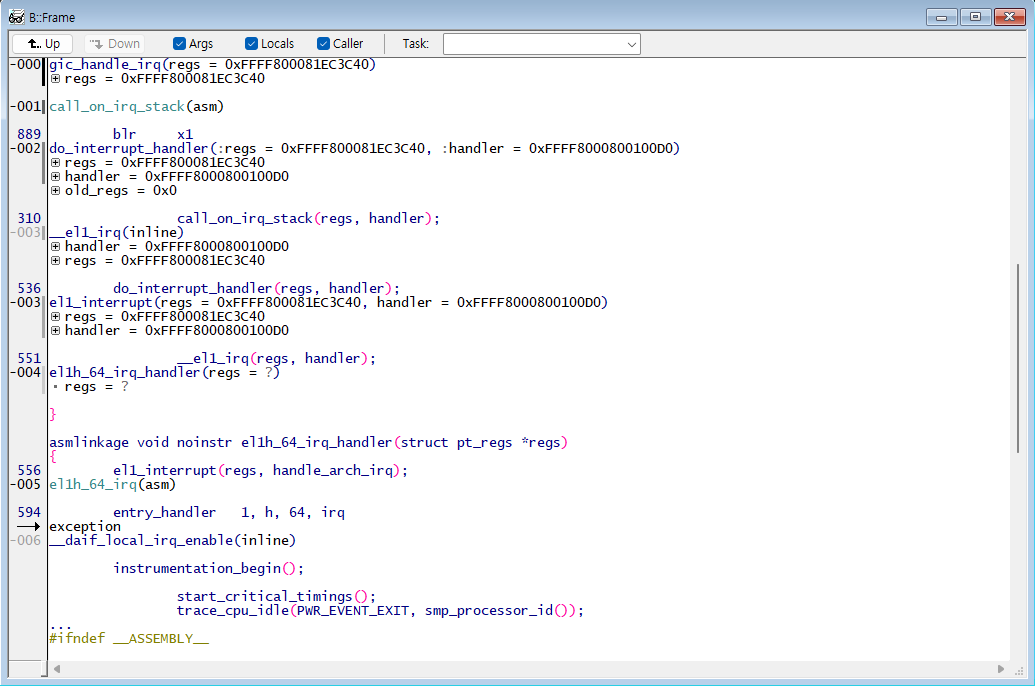 B::Frame
Up Down Args Locals Caller Task:
-000 gic_handle_irq(regs = 0xFFFF800081EC3C40)
regs = 0xFFFF800081EC3C40
-001 call_on_irq_stack(asm)
889 blr x1
-002 do_interrupt_handler(:regs = 0xFFFF800081EC3C40, :handler = 0xFFFF8000800100D0)
regs = 0xFFFF800081EC3C40
handler = 0xFFFF8000800100D0
old_regs = 0x0
310 call_on_irq_stack(regs, handler);
-003 __el1_irq(inline)
handler = 0xFFFF8000800100D0
regs = 0xFFFF800081EC3C40
536 do_interrupt_handler(regs, handler);
-003 el1_interrupt(regs = 0xFFFF800081EC3C40, handler = 0xFFFF8000800100D0)
regs = 0xFFFF800081EC3C40
handler = 0xFFFF8000800100D0
551 __el1_irq(regs, handler);
-004 el1h_64_irq_handler(regs = ?)
regs = ?
}
asmlinkage void noinstr el1h_64_irq_handler(struct pt_regs *regs)
{
556 el1_interrupt(regs, handle_arch_irq);
-005 el1h_64_irq(asm)
594 entry_handler 1, h, 64, irq
exception
-006 __daif_local_irq_enable(inline)
instrumentation_begin();
start_critical_timings();
trace_cpu_idle(PWR_EVENT_EXIT, smp_processor_id());
...
#ifndef __ASSEMBLY__